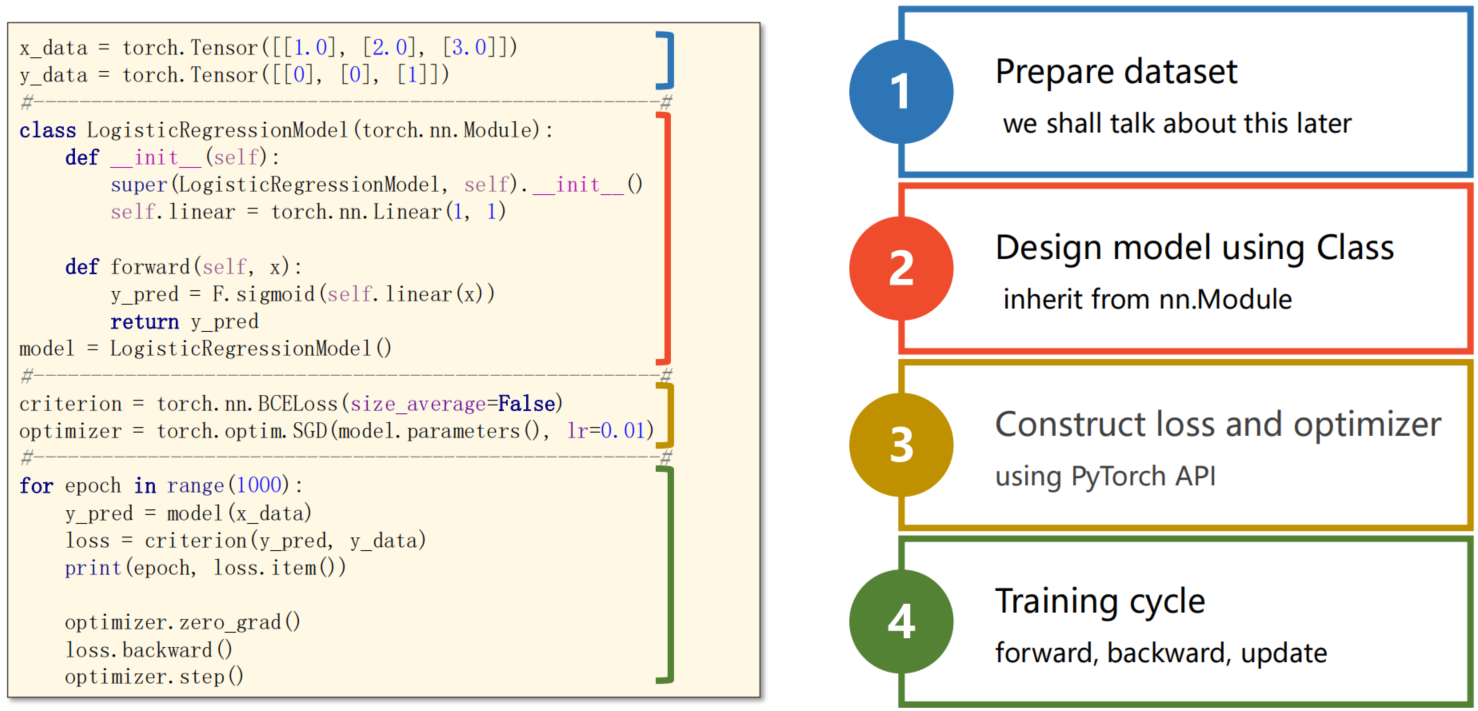 x_data = torch.Tensor([[1.0], [2.0], [3.0]])
y_data = torch.Tensor([[0], [0], [1]])
#-------------------------------------------------------#
class LogisticRegressionModel(torch.nn.Module):
    def __init__(self):
        super(LogisticRegressionModel, self).__init__()
        self.linear = torch.nn.Linear(1, 1)

    def forward(self, x):
        y_pred = F.sigmoid(self.linear(x))
        return y_pred
model = LogisticRegressionModel()
#-------------------------------------------------------#
criterion = torch.nn.BCELoss(size_average=False)
optimizer = torch.optim.SGD(model.parameters(), lr=0.01)
#-------------------------------------------------------#
for epoch in range(1000):
    y_pred = model(x_data)
    loss = criterion(y_pred, y_data)
    print(epoch, loss.item())

    optimizer.zero_grad()
    loss.backward()
    optimizer.step()
1
Prepare dataset
we shall talk about this later
2
Design model using Class
inherit from nn.Module
3
Construct loss and optimizer
using PyTorch API
4
Training cycle
forward, backward, update